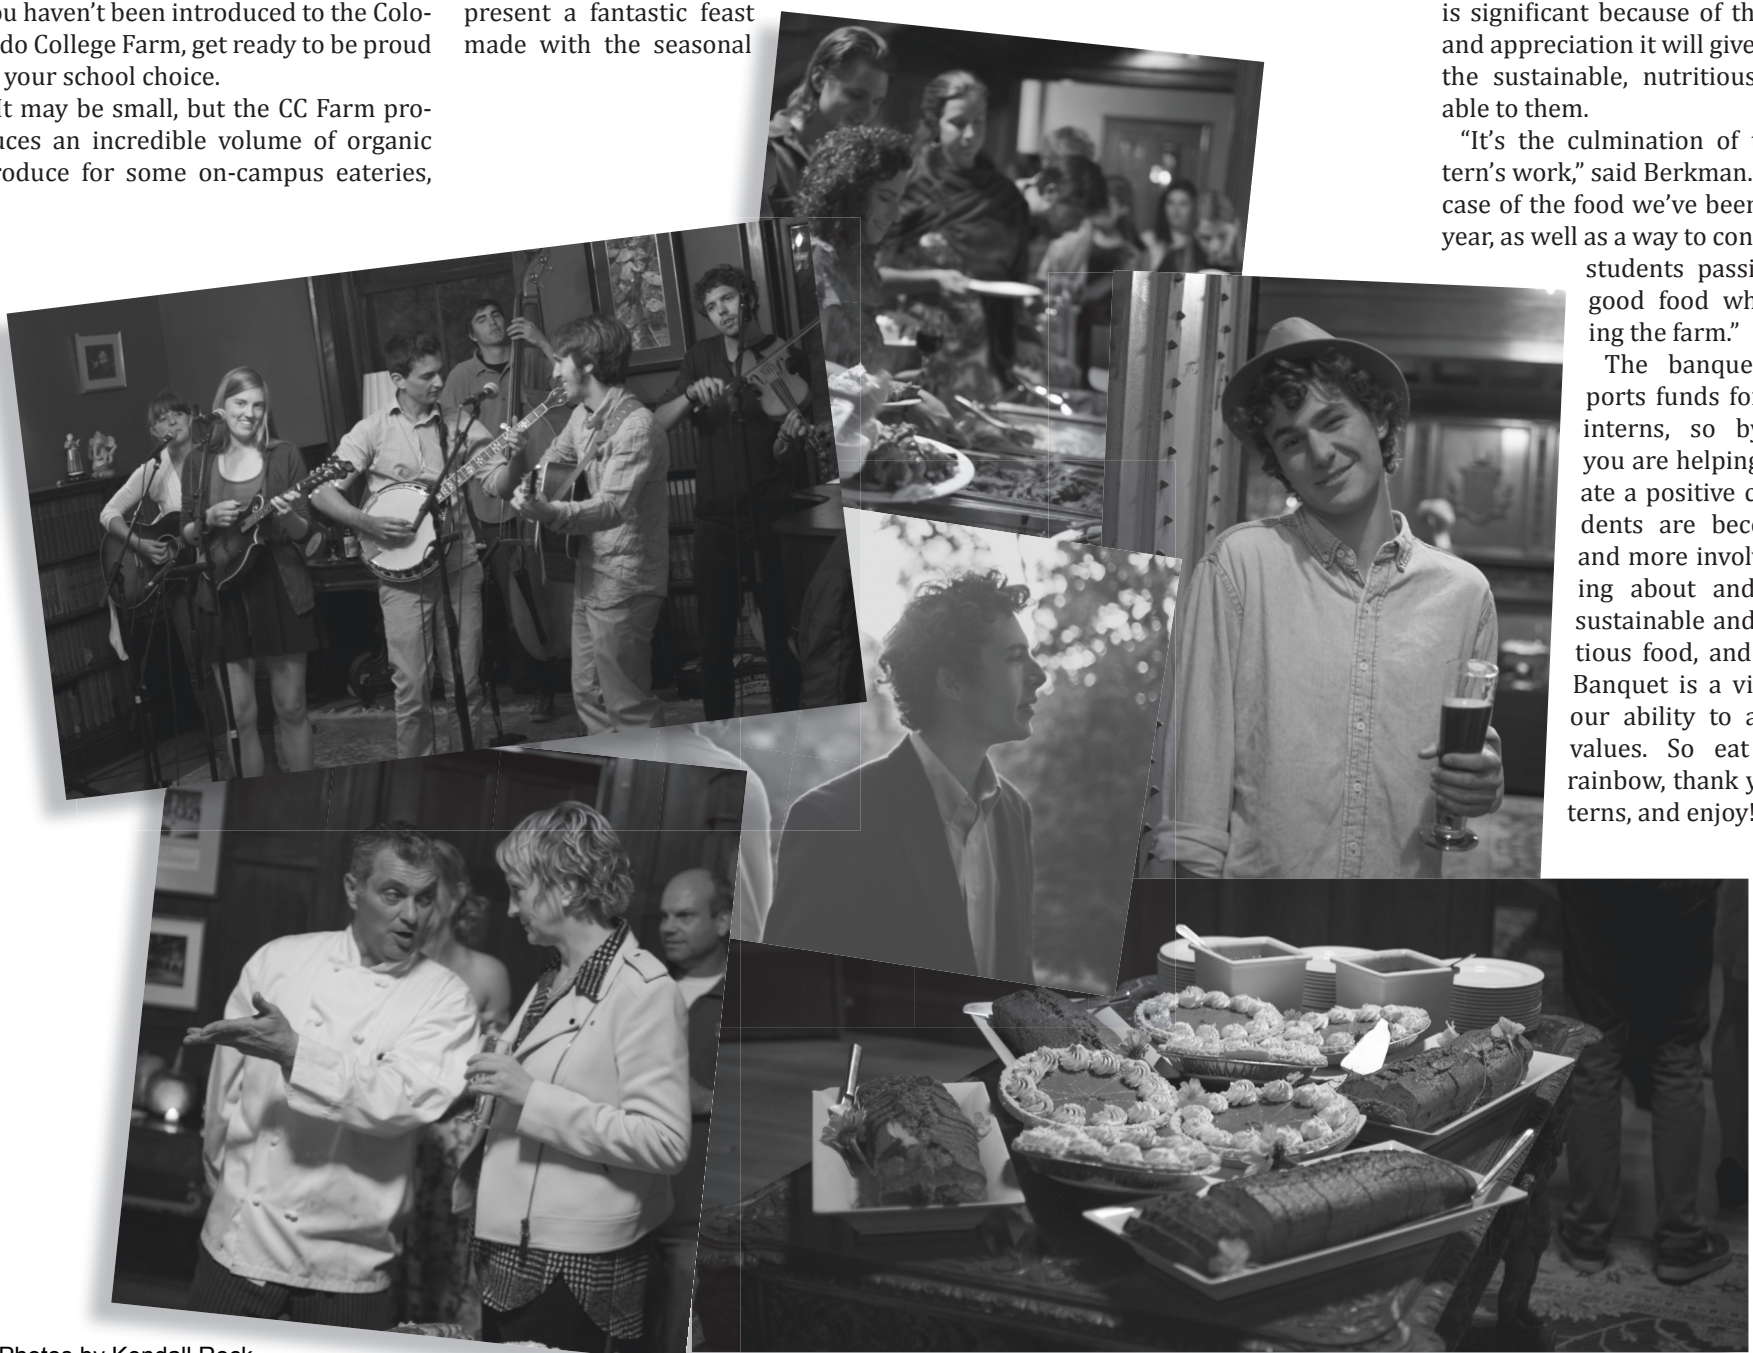 ou haven't been introduced to the Colo-
do College Farm, get ready to be proud
your school choice.
It may be small, but the CC Farm pro-
uces an incredible volume of organic
roduce for some on-campus eateries,
present a fantastic feast
made with the seasonal
is significant because of th
and appreciation it will give
the sustainable, nutritious
able to them.
“It's the culmination of
tern's work,” said Berkman.
case of the food we've been
year, as well as a way to con
students passi
good food wh
ing the farm.”
The banque
ports funds for
interns, so by
you are helping
ate a positive c
dents are bec
and more involv
ing about and
sustainable and
tious food, and
Banquet is a vi
our ability to a
values. So eat
rainbow, thank y
terns, and enjoy!
Photos by Kendall Rock